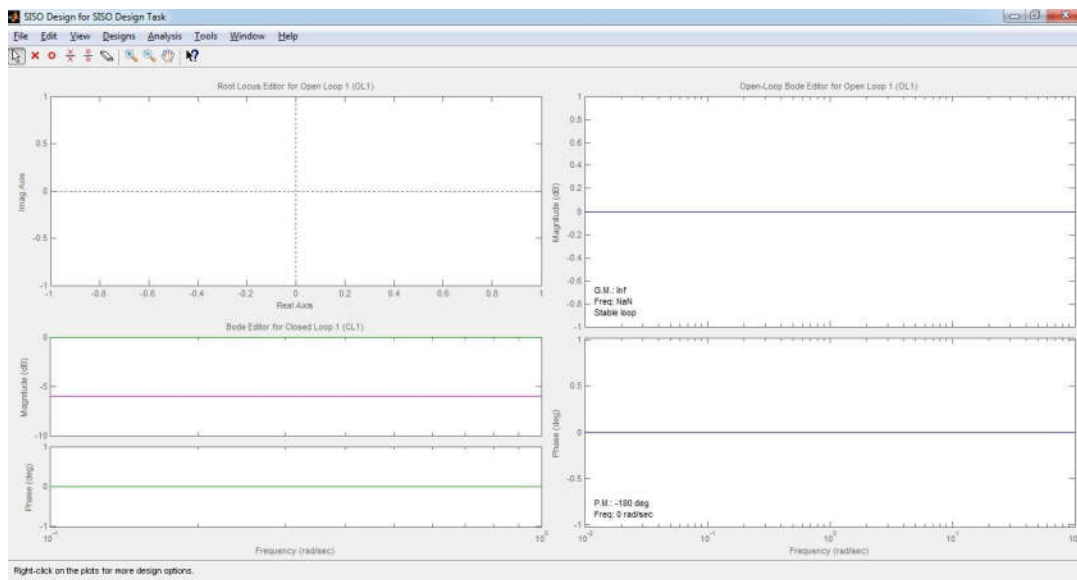 SISO Design for SISO Design Task
File Edit View Designs Analysis Tools Window Help
Root Locus Editor for Open Loop 1 (OL1)
1
0.5
0
-0.5
-1
Imag Axis
-1 -0.8 -0.6 -0.4 -0.2 0 0.2 0.4 0.6 0.8 1
Real Axis
Bode Editor for Closed Loop 1 (CL1)
0
-5
-10
Magnitude (dB)
1
0
-1
Phase (deg)
10⁰
Frequency (rad/sec)
Open-Loop Bode Editor for Open Loop 1 (OL1)
1
0.8
0.6
0.4
0.2
0
-0.2
-0.4
-0.6
-0.8
-1
Magnitude (dB)
G.M.: Inf
Freq: NaN
Stable loop
1
0.5
0
-0.5
-1
Phase (deg)
P.M.: -180 deg
Freq: 0 rad/sec
10⁻² 10⁻¹ 10⁰ 10¹
Frequency (rad/sec)
Right-click on the plots for more design options.